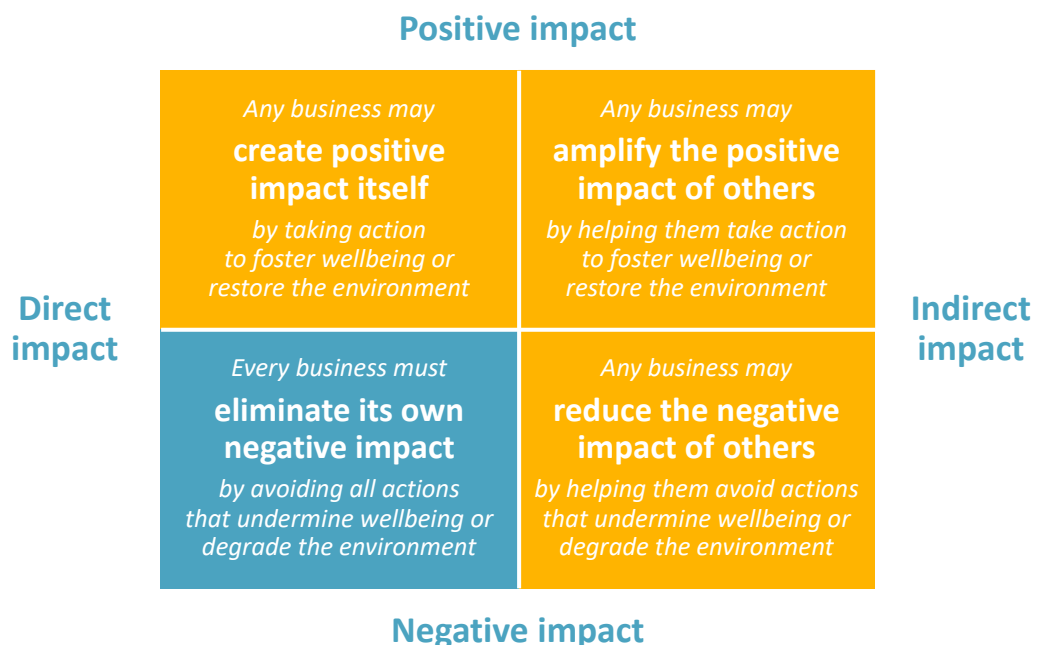 Positive impact
Any business may
create positive
impact itself
by taking action
to foster wellbeing or
restore the environment
Any business may
amplify the positive
impact of others
by helping them take action
to foster wellbeing or
restore the environment
Direct
impact
Indirect
impact
Every business must
eliminate its own
negative impact
by avoiding all actions
that undermine wellbeing or
degrade the environment
Any business may
reduce the negative
impact of others
by helping them avoid actions
that undermine wellbeing or
degrade the environment
Negative impact